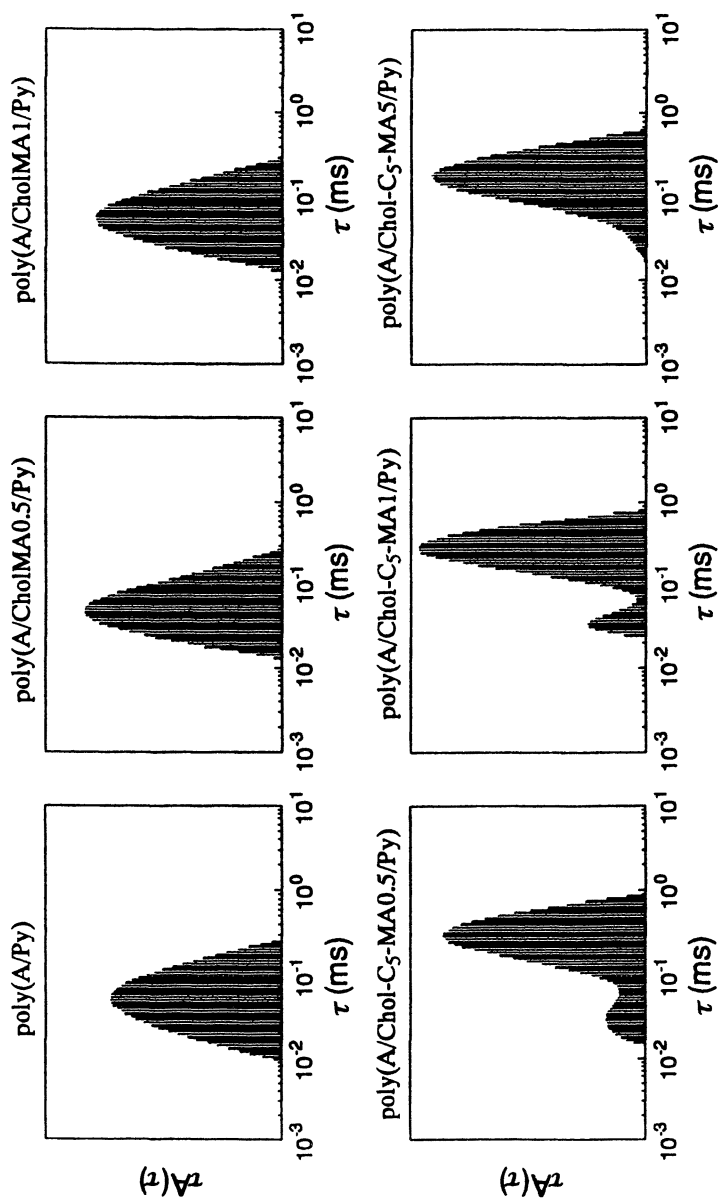 poly(A/Py)
poly(A/CholMA0.5/Py)
poly(A/CholMA1/Py)
10⁻³ 10⁻² 10⁻¹ 10⁰ 10¹
τ (ms)
10⁻³ 10⁻² 10⁻¹ 10⁰ 10¹
τ (ms)
10⁻³ 10⁻² 10⁻¹ 10⁰ 10¹
τ (ms)
poly(A/Chol-C₅-MA0.5/Py)
poly(A/Chol-C₅-MA1/Py)
poly(A/Chol-C₅-MA5/Py)
τA(τ)
10⁻³ 10⁻² 10⁻¹ 10⁰ 10¹
τ (ms)
10⁻³ 10⁻² 10⁻¹ 10⁰ 10¹
τ (ms)
10⁻³ 10⁻² 10⁻¹ 10⁰ 10¹
τ (ms)